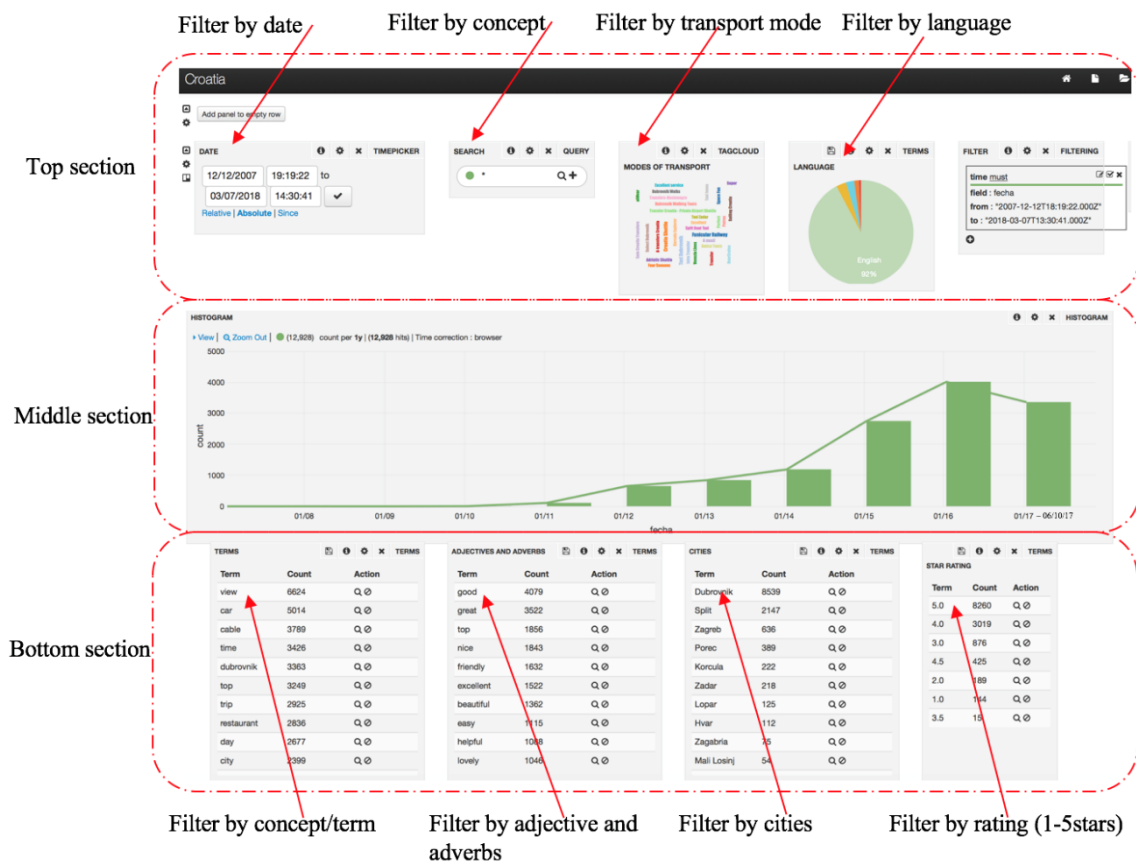 Filter by date
Filter by concept
Filter by transport mode
Filter by language
Top section
Croatia
Add panel to empty row
DATE TIMEPICKER
12/12/2007 19:19:22 to
03/07/2018 14:30:41
Relative | Absolute | Since
SEARCH QUERY
*
TAGCLOUD
MODES OF TRANSPORT
Funicular Railway
TERMS
LANGUAGE
English
92%
FILTER FILTERING
time must
field : fecha
from : "2007-12-12T18:19:22.000Z"
to : "2018-03-07T13:30:41.000Z"
Middle section
HISTOGRAM HISTOGRAM
View | Zoom Out | (12,928) count per 1y | (12,928 hits) | Time correction : browser
5000
4000
3000
2000
1000
0
count
01/08 01/09 01/10 01/11 01/12 01/13 01/14 01/15 01/16 01/17 – 06/10/17
fecha
Bottom section
TERMS TERMS
Term Count Action
view 6624
car 5014
cable 3789
time 3426
dubrovnik 3363
top 3249
trip 2925
restaurant 2836
day 2677
city 2399
ADJECTIVES AND ADVERBS TERMS
Term Count Action
good 4079
great 3522
top 1856
nice 1843
friendly 1632
excellent 1522
beautiful 1362
easy 1115
helpful 1088
lovely 1046
CITIES TERMS
Term Count Action
Dubrovnik 8539
Split 2147
Zagreb 636
Porec 389
Korcula 222
Zadar 218
Lopar 125
Hvar 112
Zagabria 75
Mali Losinj 54
TERMS
STAR RATING
Term Count Action
5.0 8260
4.0 3019
3.0 876
4.5 425
2.0 189
1.0 144
3.5 15
Filter by concept/term
Filter by adjective and
adverbs
Filter by cities
Filter by rating (1-5stars)